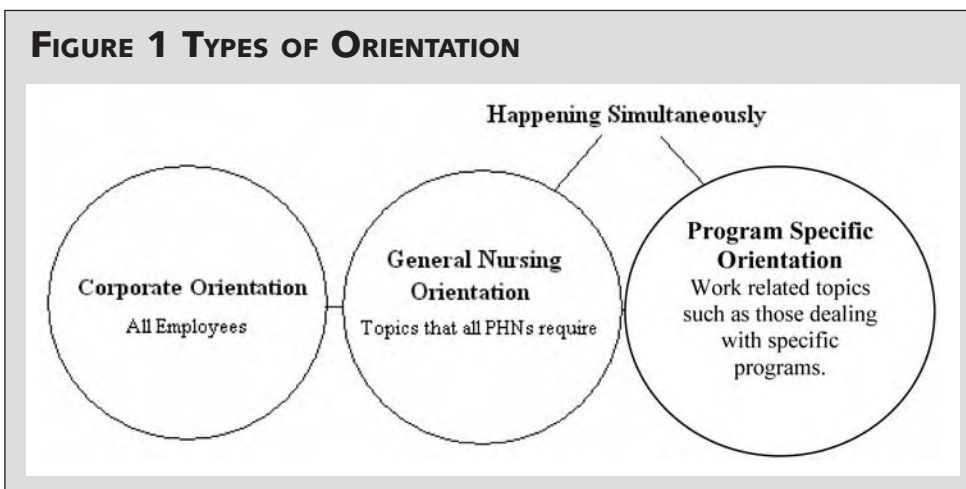 FIGURE 1 TYPES OF ORIENTATION
Happening Simultaneously
Corporate Orientation
All Employees
General Nursing
Orientation
Topics that all PHNs require
Program Specific
Orientation
Work related topics
such as those dealing
with specific
programs.